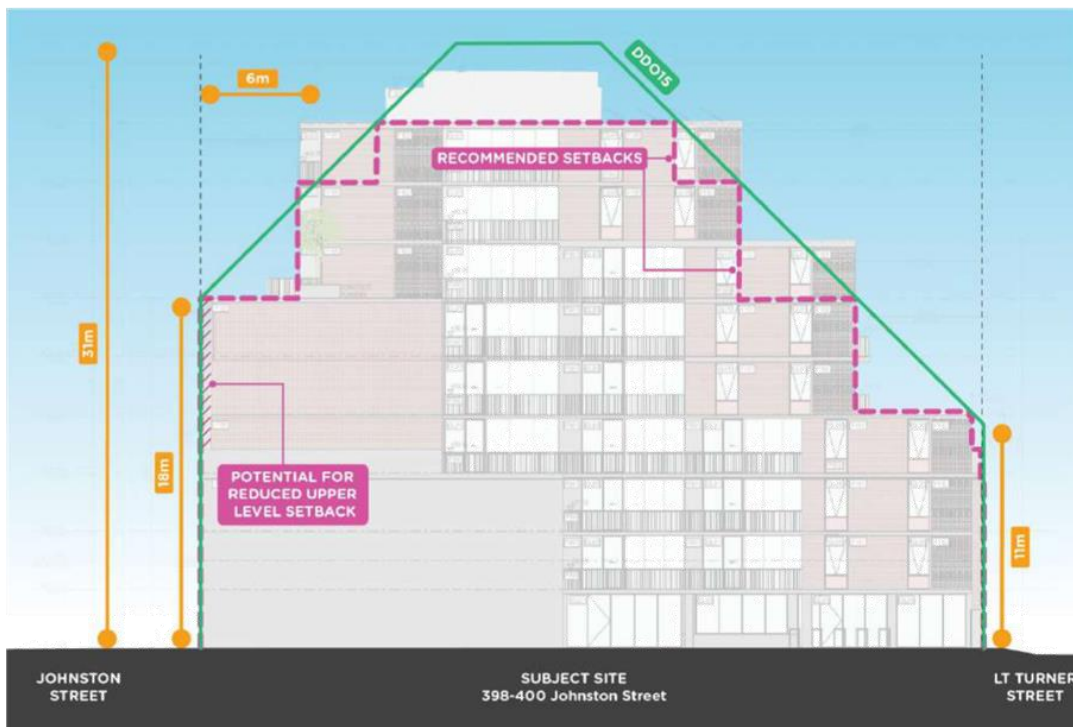 6m
DDO15
RECOMMENDED SETBACKS
31m
18m
POTENTIAL FOR
REDUCED UPPER
LEVEL SETBACK
11m
JOHNSTON
STREET
SUBJECT SITE
398-400 Johnston Street
LT TURNER
STREET